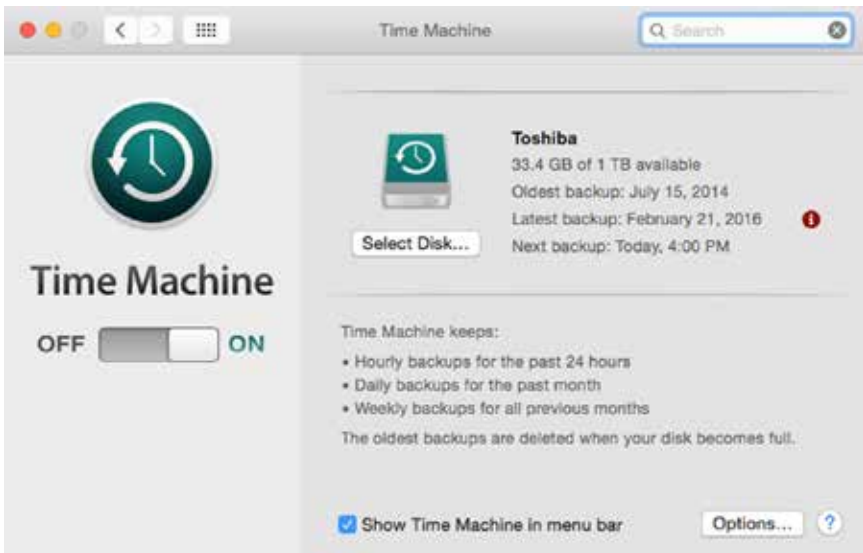 Time Machine
Search
Toshiba
33.4 GB of 1 TB available
Oldest backup: July 15, 2014
Latest backup: February 21, 2016
Next backup: Today, 4:00 PM
Select Disk...
Time Machine
OFF ON
Time Machine keeps:
• Hourly backups for the past 24 hours
• Daily backups for the past month
• Weekly backups for all previous months
The oldest backups are deleted when your disk becomes full.
Show Time Machine in menu bar
Options...
?